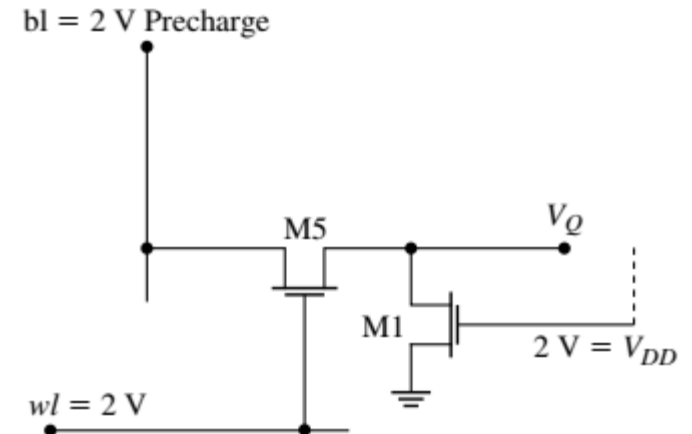 bl = 2 V Precharge
M5
V_Q
M1
2 V = V_DD
wl = 2 V